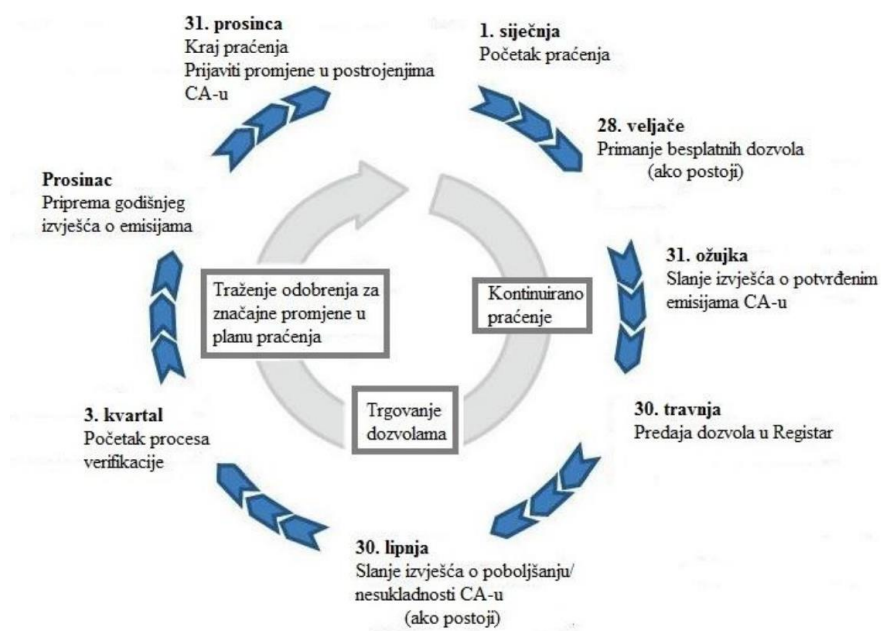 31. prosinca
Kraj praćenja
Prijaviti promjene u postrojenjima
CA-u
1. siječnja
Početak praćenja
28. veljače
Primanje besplatnih dozvola
(ako postoji)
31. ožujka
Slanje izvješća o potvrđenim
emisijama CA-u
30. travnja
Predaja dozvola u Registar
30. lipnja
Slanje izvješća o poboljšanju/
nesukladnosti CA-u
(ako postoji)
3. kvartal
Početak procesa
verifikacije
Prosinac
Priprema godišnjeg
izvješća o emisijama
Traženje odobrenja za
značajne promjene u
planu praćenja
Kontinuirano
praćenje
Trgovanje
dozvolama